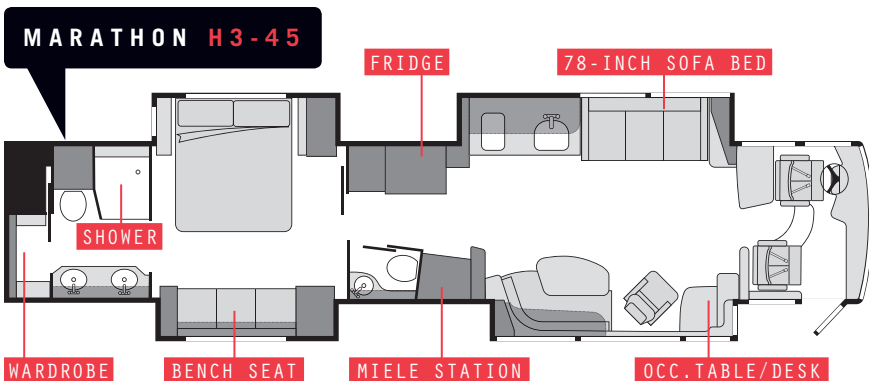 MARATHON H3-45
FRIDGE
78-INCH SOFA BED
SHOWER
WARDROBE
BENCH SEAT
MIELE STATION
OCC.TABLE/DESK